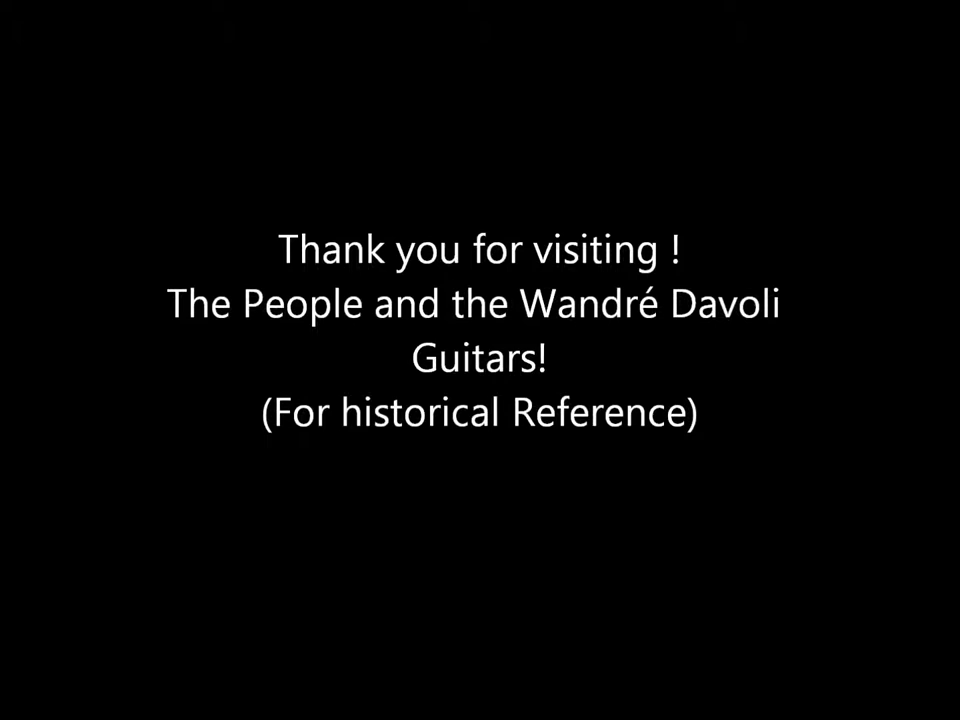 Thank you for visiting !
The People and the Wandré Davoli
Guitars!
(For historical Reference)